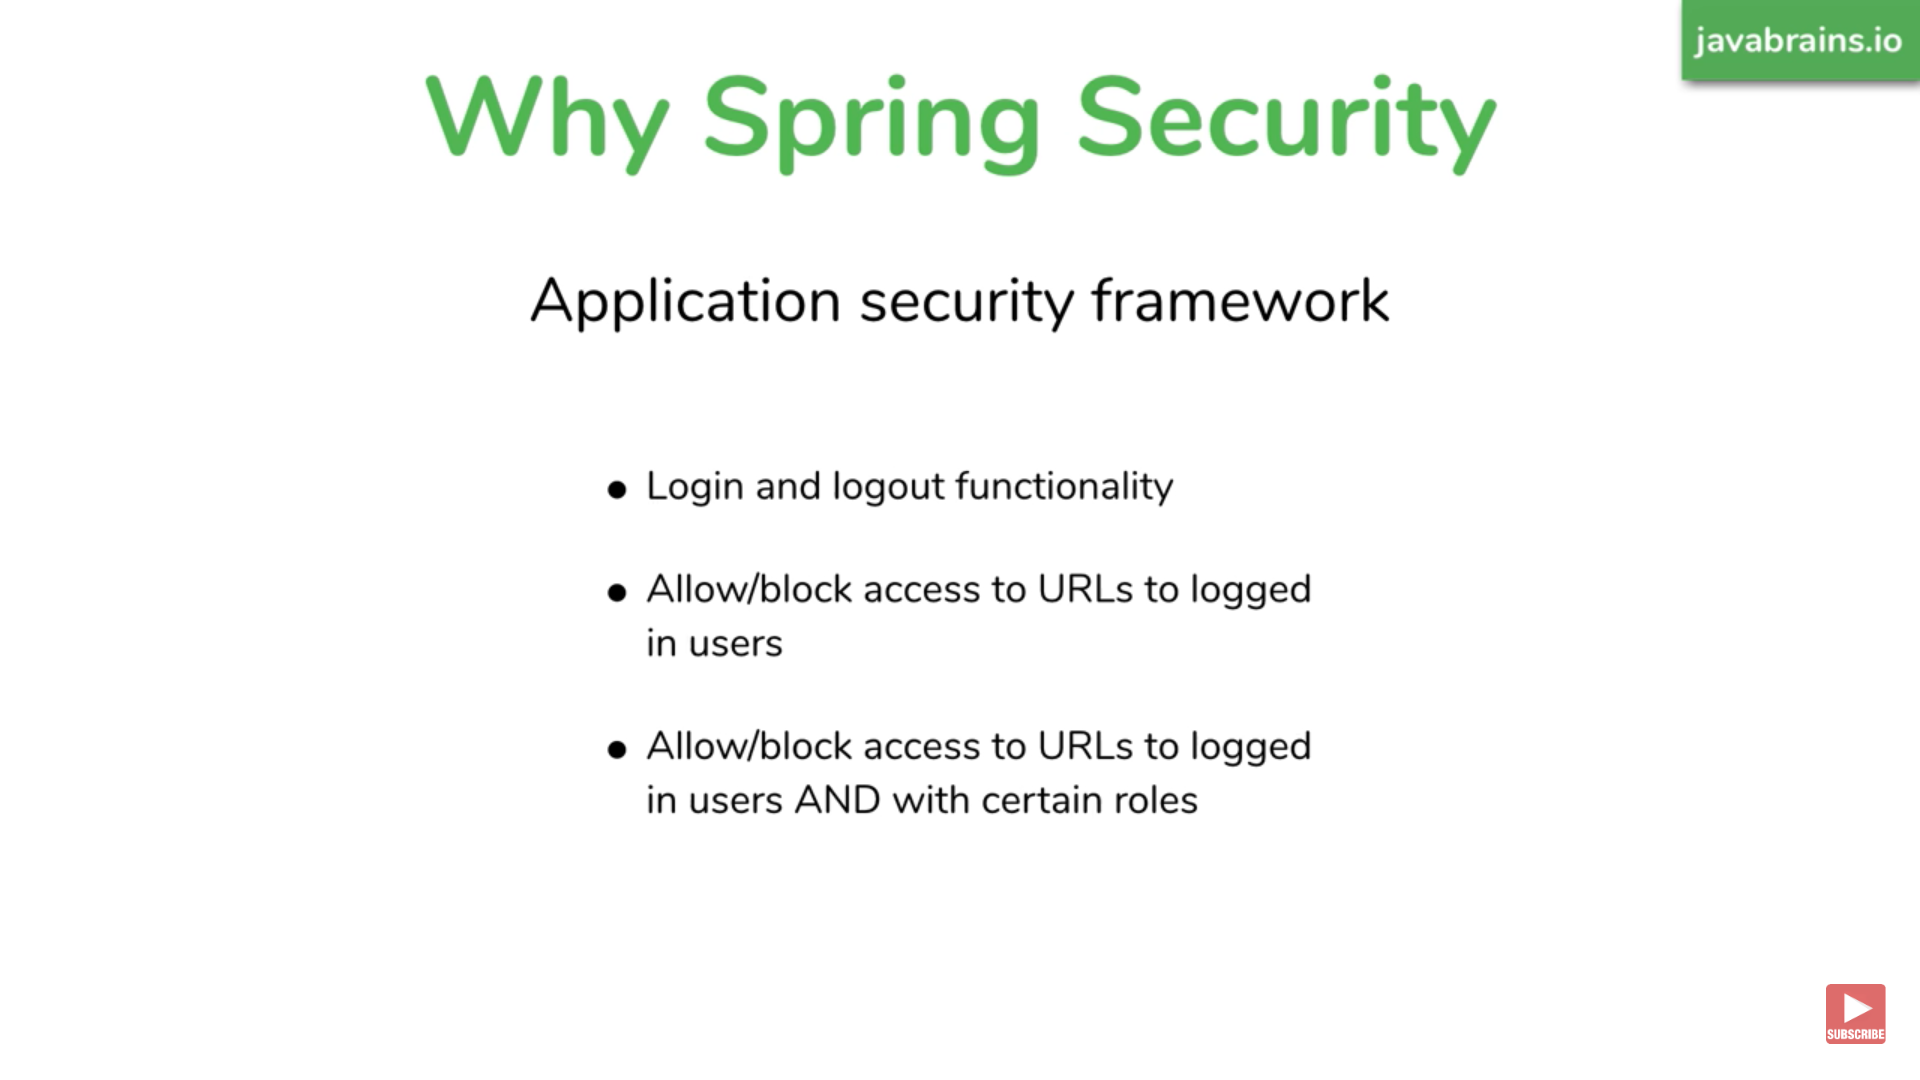 javabrains.io
Why Spring Security
Application security framework
● Login and logout functionality
● Allow/block access to URLs to logged
in users
● Allow/block access to URLs to logged
in users AND with certain roles
SUBSCRIBE